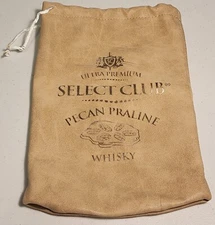 ULTRA PREMIUM
SELECT CLUB
PECAN PRALINE
WHISKY